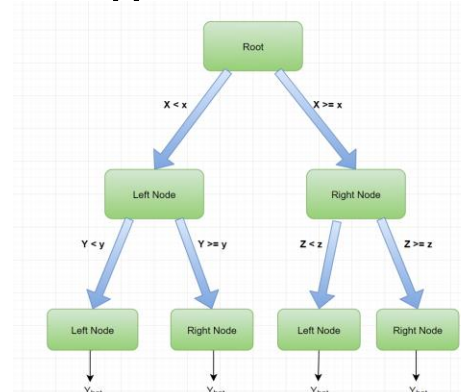 Root
X < x
X >= x
Left Node
Right Node
Y < y
Y >= y
Z < z
Z >= z
Left Node
Right Node
Left Node
Right Node